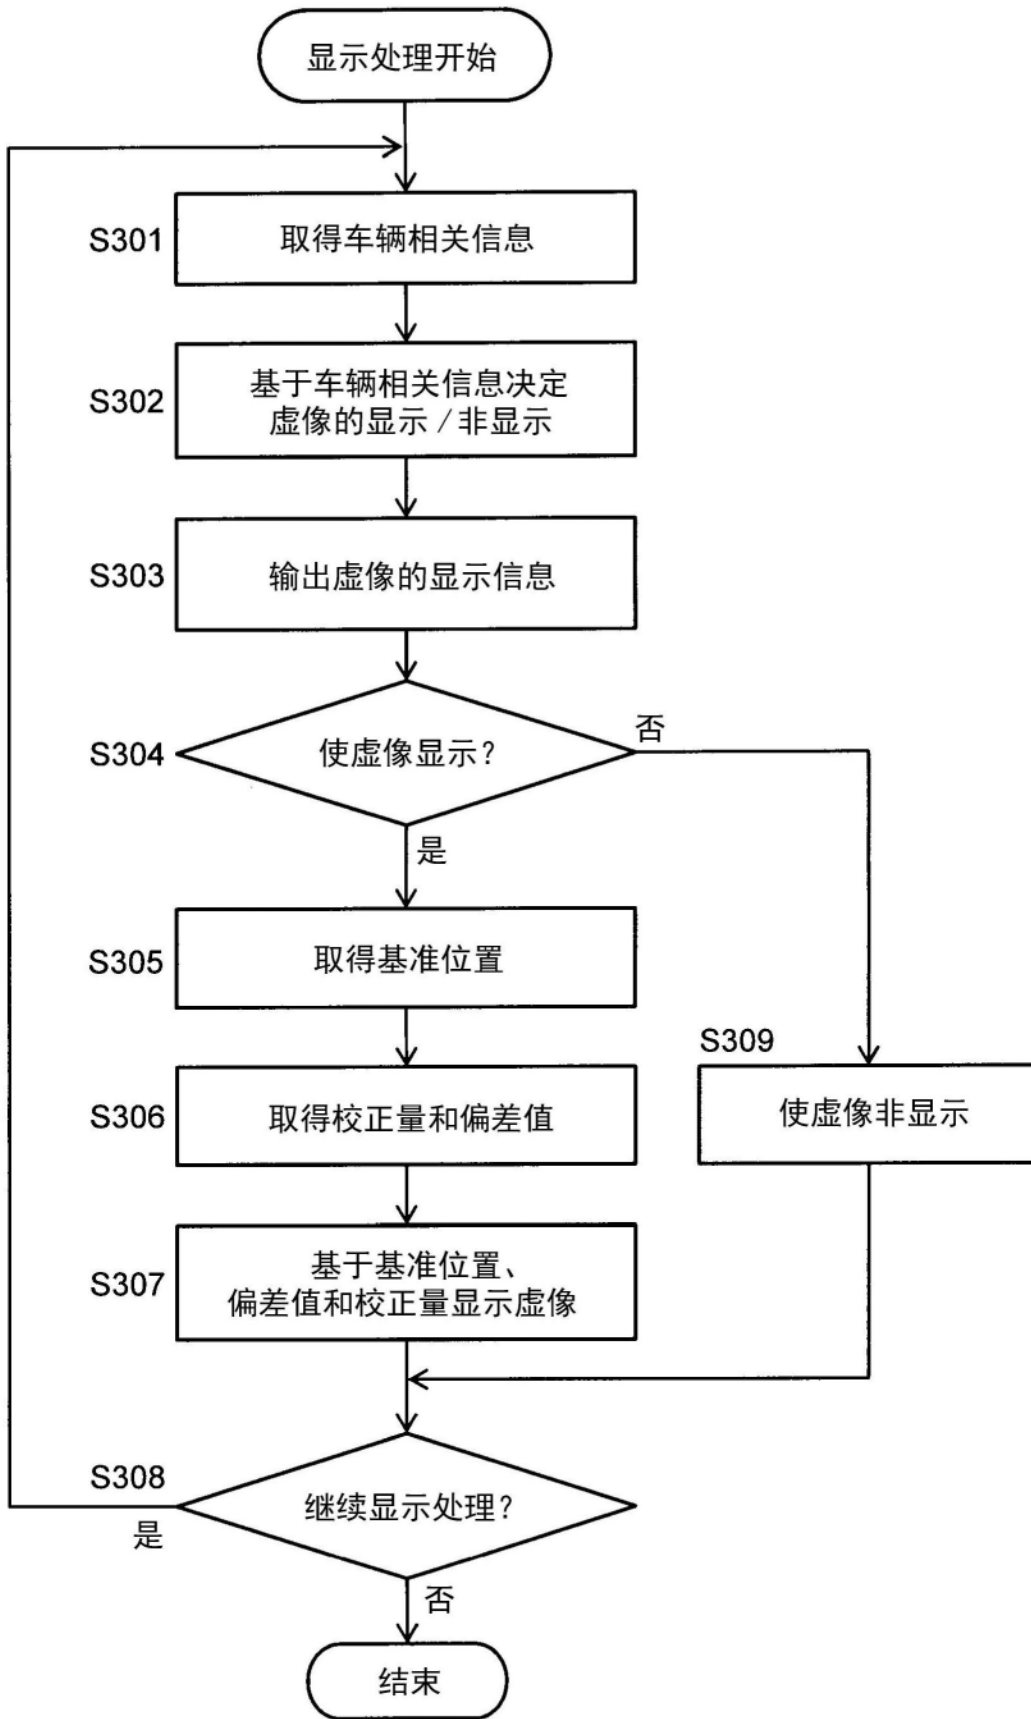 显示处理开始
S301
取得车辆相关信息
S302
基于车辆相关信息决定
虚像的显示／非显示
S303
输出虚像的显示信息
S304
使虚像显示？
否
是
S305
取得基准位置
S309
使虚像非显示
S306
取得校正量和偏差值
S307
基于基准位置、
偏差值和校正量显示虚像
S308
继续显示处理？
是
否
结束